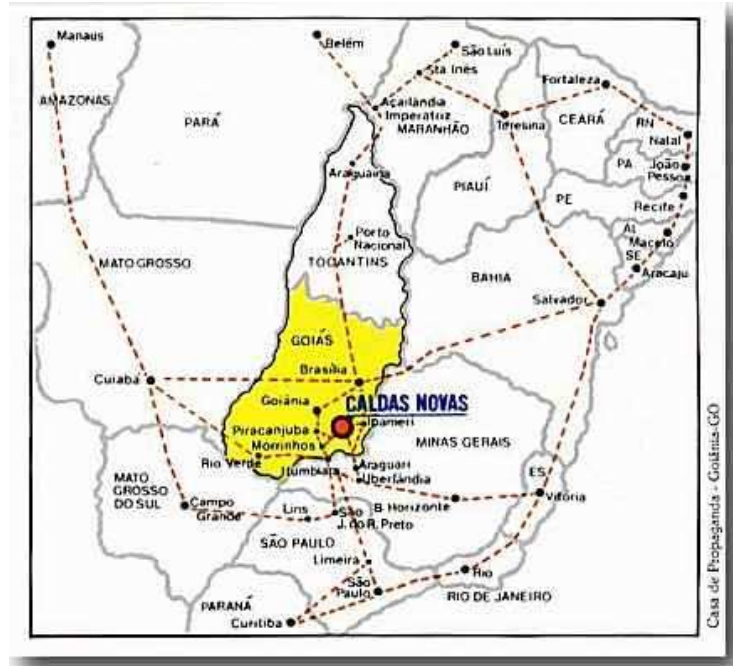 Manaus
Belém
São Luís
Sta Inês
Fortaleza
AMAZONAS
PARÁ
Açailândia
Imperatriz
MARANHÃO
Teresina
CEARÁ
RN
Natal
Araguaina
PIAUÍ
PA
João
Pessoa
PE
Recife
Porto
Nacional
TOCANTINS
AL
Maceió
SE
Aracaju
MATO GROSSO
BAHIA
Salvador
GOIÁS
Cuiabá
Brasília
Goiânia
CALDAS NOVAS
Piracanjuba
Ipameri
Morrinhos
MINAS GERAIS
Rio Verde
Itumbiara
Araguari
Uberlândia
ES
MATO
GROSSO
DO SUL
Campo
Grande
Lins
São
J. do R. Preto
B. Horizonte
Vitória
SÃO PAULO
Limeira
São
Paulo
Rio
RIO DE JANEIRO
PARANÁ
Curitiba
Casa de Propaganda - Goiânia-GO